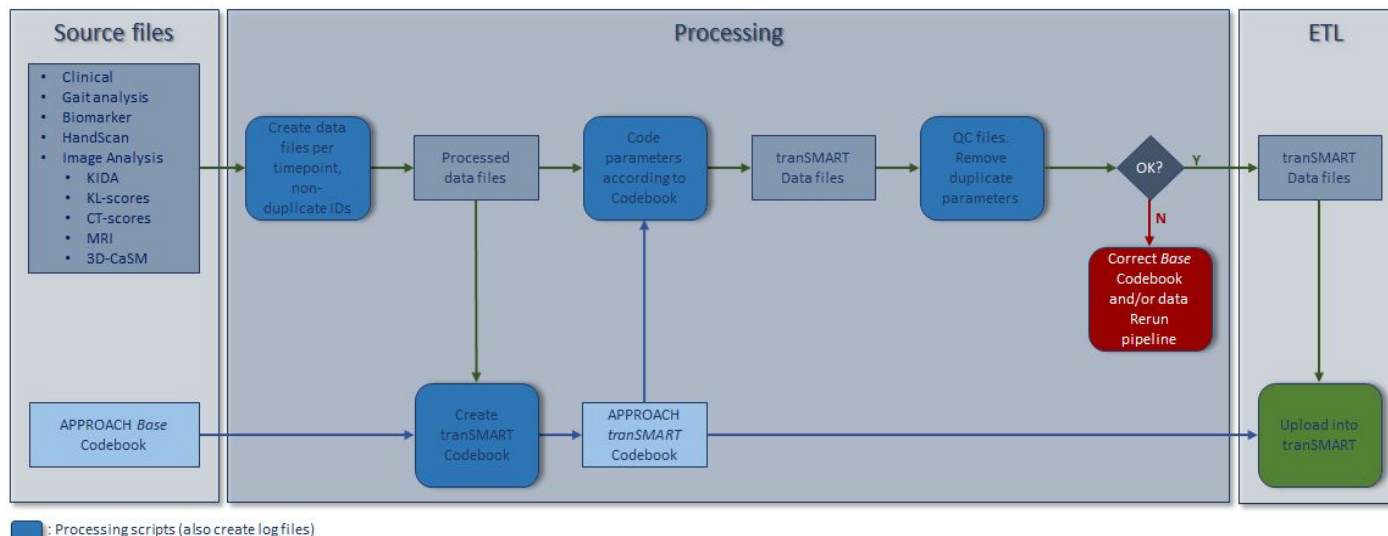 Source files
Processing
ETL
• Clinical
• Gait analysis
• Biomarker
• HandScan
• Image Analysis
• KIDA
• KL-scores
• CT-scores
• MRI
• 3D-CaSM
Create data
files per
timepoint,
non-
duplicate IDs
Processed
data files
Code
parameters
according to
Codebook
tranSMART
Data files
QC files.
Remove
duplicate
parameters
OK?
Y
N
tranSMART
Data files
Correct Base
Codebook
and/or data
Rerun
pipeline
APPROACH Base
Codebook
Create
tranSMART
Codebook
APPROACH
tranSMART
Codebook
Upload into
tranSMART
: Processing scripts (also create log files)